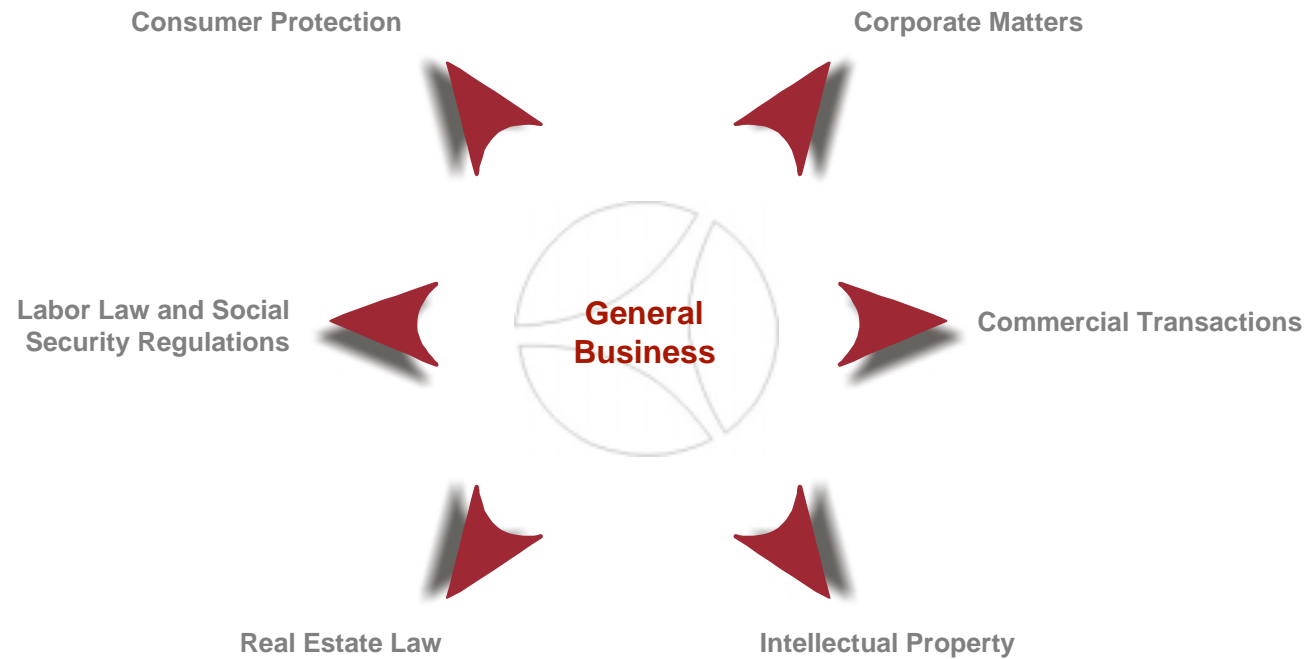 Consumer Protection
Corporate Matters
Labor Law and Social
Security Regulations
General
Business
Commercial Transactions
Real Estate Law
Intellectual Property